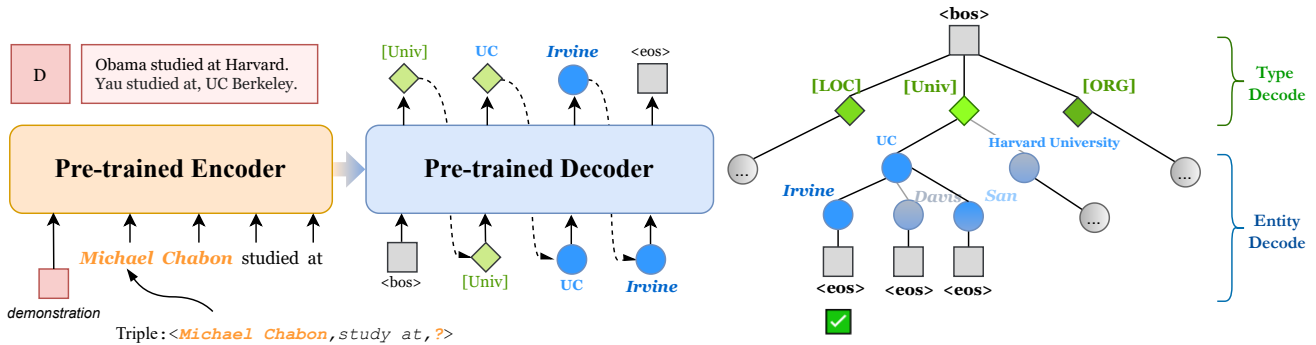 D
Obama studied at Harvard.
Yau studied at, UC Berkeley.
Pre-trained Encoder
Michael Chabon studied at
demonstration
Triple:<Michael Chabon,study at,?>
[Univ]
UC
Irvine
<eos>
Pre-trained Decoder
<bos>
[Univ]
UC
Irvine
<bos>
[LOC]
[Univ]
[ORG]
UC
Harvard University
...
...
Irvine
Davis
San
...
<eos>
<eos>
<eos>
Type
Decode
Entity
Decode